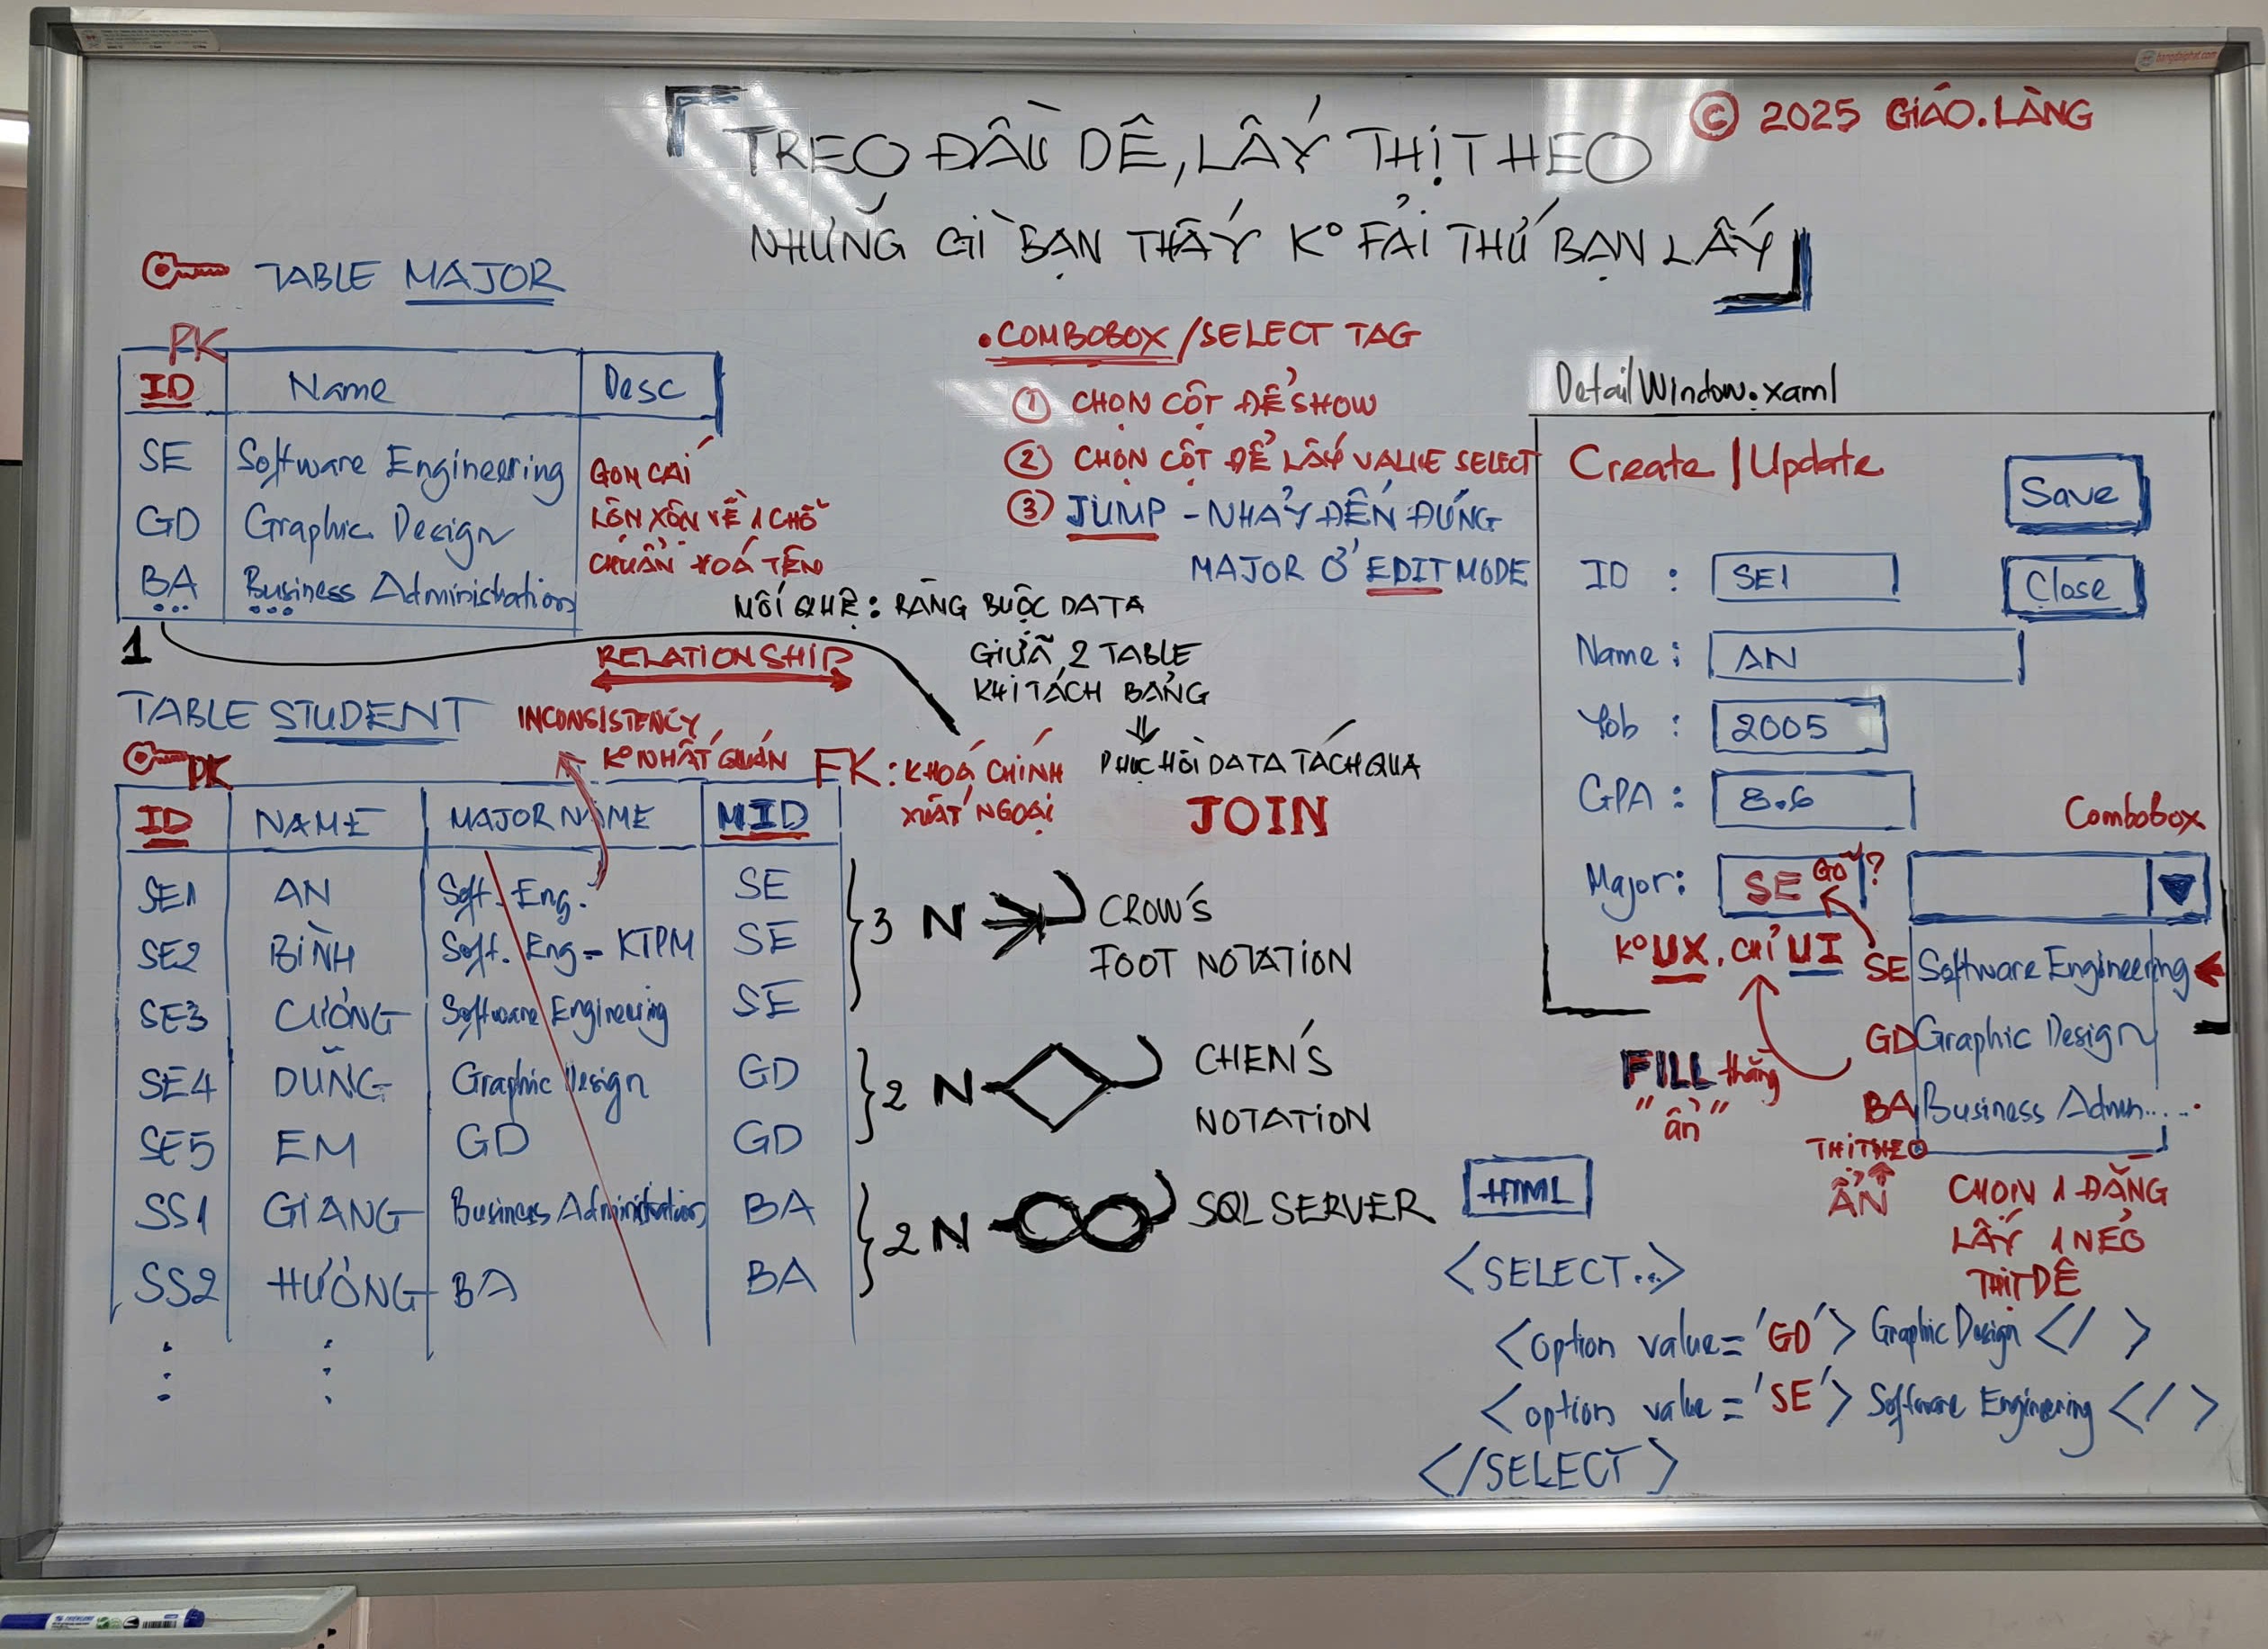 © 2025 GIÁO.LÀNG
TREO ĐẦU DÊ, LẤY THỊT HEO
NHỮNG GÌ BẠN THẤY Kº FẢI THỨ BẠN LẤY
TABLE MAJOR
PK
ID Name Desc
SE Software Engineering
GD Graphic Design
BA Business Administration
...
...
GOM CÁI
LỘN XỘN VỀ 1 CHỖ
CHUẨN HOÁ TÊN
1
MỐI QHỆ: RÀNG BUỘC DATA
GIỮA 2 TABLE
KHI TÁCH BẢNG
⇓
PHỤC HỒI DATA TÁCH QUA
JOIN
RELATIONSHIP
TABLE STUDENT
INCONSISTENCY
Kº NHẤT QUÁN
PK
FK: KHOÁ CHÍNH
XUẤT NGOẠI
ID NAME MAJOR NAME MID
SE1 AN Soft. Eng. SE
SE2 BÌNH Soft. Eng - KTPM SE
SE3 CƯỜNG Software Engineering SE
SE4 DŨNG Graphic Design GD
SE5 EM GD GD
SS1 GIANG Business Administration BA
SS2 HƯỜNG BA BA
3 N CROW'S
FOOT NOTATION
2 N CHEN'S
NOTATION
2 N SQL SERVER
• COMBOBOX / SELECT TAG
① CHỌN CỘT ĐỂ SHOW
② CHỌN CỘT ĐỂ LẤY VALUE SELECT
③ JUMP - NHẢY ĐẾN ĐÚNG
MAJOR Ở EDIT MODE
DetailWindow.xaml
Create / Update
Save
Close
ID : SE1
Name : AN
Yob : 2005
GPA : 8.6
Major: SE GÕ ?
Combobox
Kº UX, CHỈ UI
SE Software Engineering
GD Graphic Design
BA Business Admin.....
FILL thằng
"ẩn"
THỊT HEO
ẨN
CHỌN 1 ĐẰNG
LẤY 1 NẺO
THỊT DÊ
HTML
<SELECT...>
<option value='GD'> Graphic Design </ >
<option value='SE'> Software Engineering </ >
</SELECT>